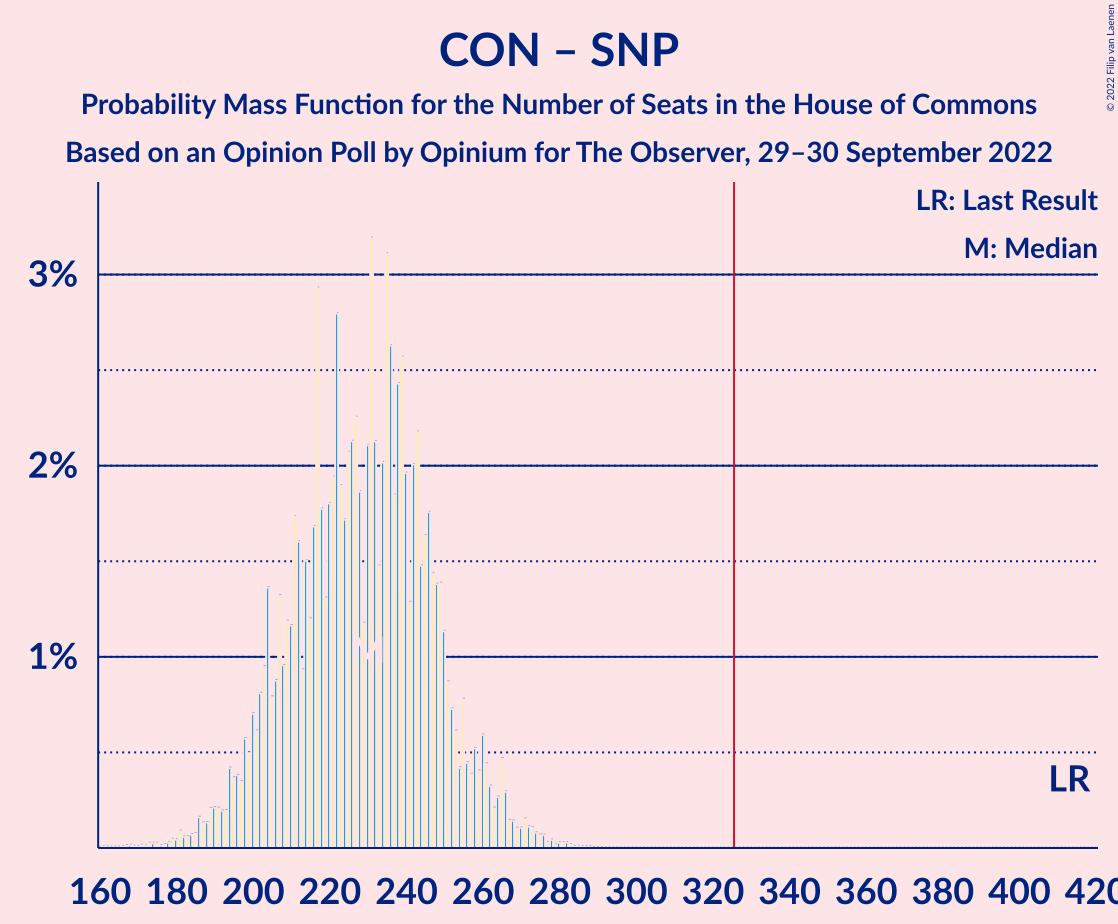 CON – SNP
Probability Mass Function for the Number of Seats in the House of Commons
Based on an Opinion Poll by Opinium for The Observer, 29–30 September 2022
© 2022 Filip van Laenen
LR: Last Result
M: Median
3%
2%
1%
LR
160 180 200 220 240 260 280 300 320 340 360 380 400 420